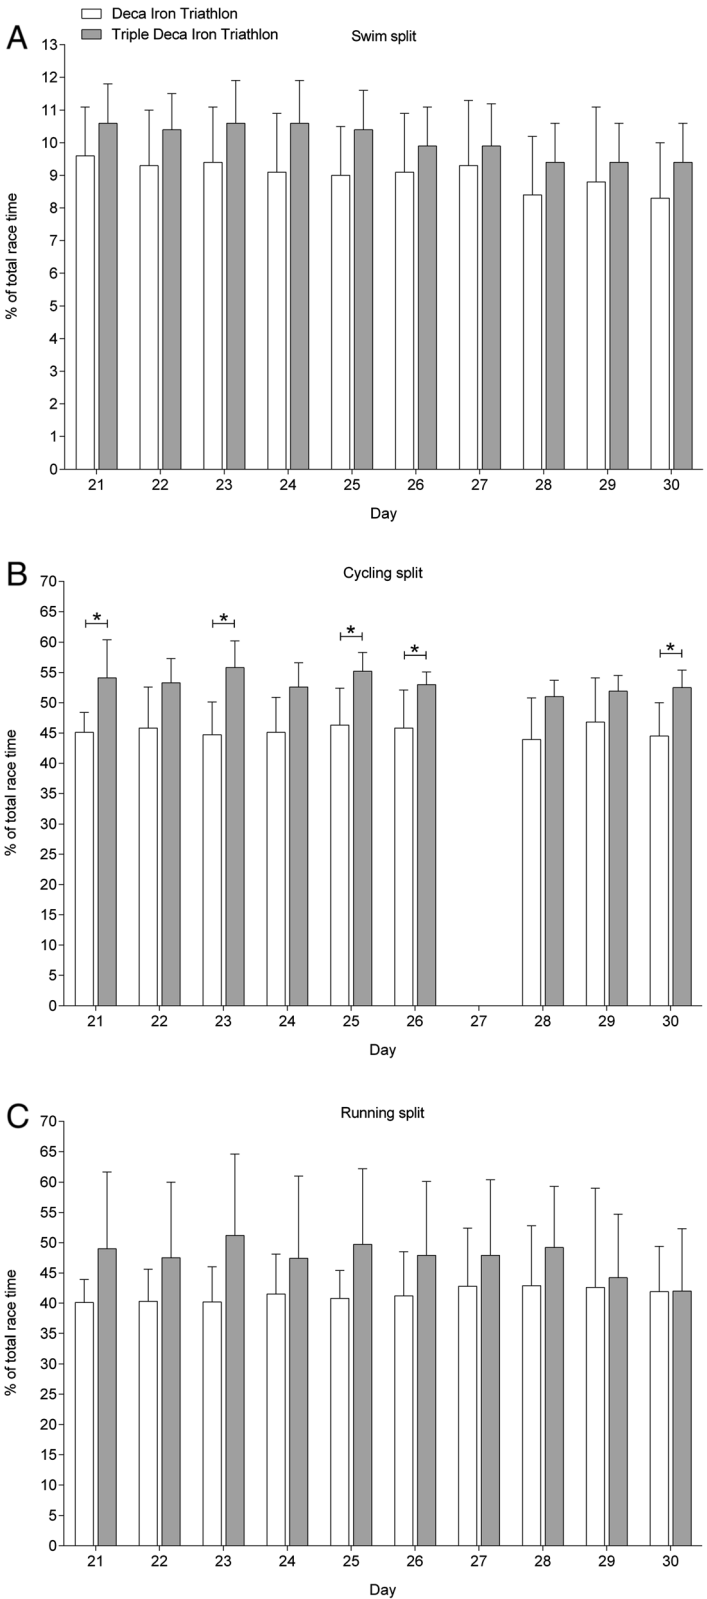 Deca Iron Triathlon
Triple Deca Iron Triathlon
A
Swim split
13
12
11
10
9
8
7
6
5
4
3
2
1
0
% of total race time
21 22 23 24 25 26 27 28 29 30
Day
B
Cycling split
70
65
60
55
50
45
40
35
30
25
20
15
10
5
0
% of total race time
* * * * *
21 22 23 24 25 26 27 28 29 30
Day
C
Running split
70
65
60
55
50
45
40
35
30
25
20
15
10
5
0
% of total race time
21 22 23 24 25 26 27 28 29 30
Day